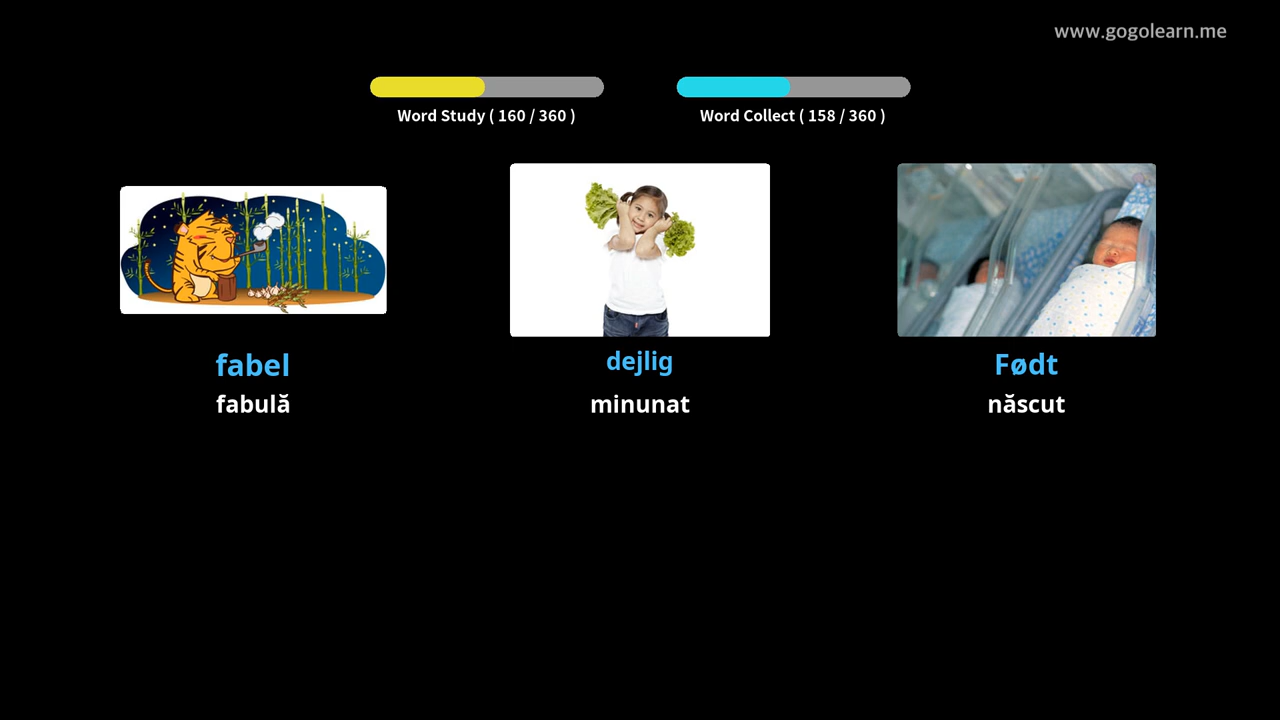 www.gogolearn.me
Word Study ( 160 / 360 )
Word Collect ( 158 / 360 )
fabel
fabulă
dejlig
minunat
Født
născut